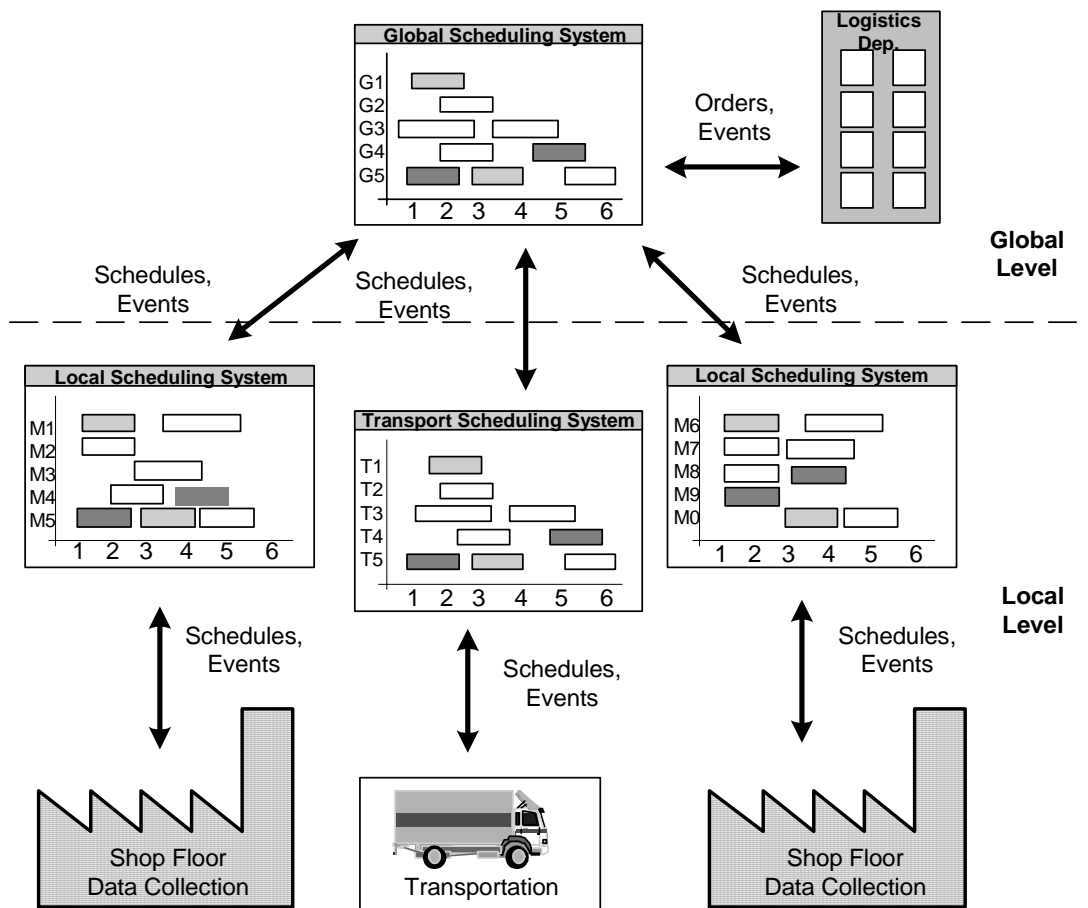 Global Scheduling System
G1
G2
G3
G4
G5
1 2 3 4 5 6
Logistics
Dep.
Orders,
Events
Global
Level
Schedules,
Events
Schedules,
Events
Schedules,
Events
Local Scheduling System
M1
M2
M3
M4
M5
1 2 3 4 5 6
Transport Scheduling System
T1
T2
T3
T4
T5
1 2 3 4 5 6
Local Scheduling System
M6
M7
M8
M9
M0
1 2 3 4 5 6
Local
Level
Schedules,
Events
Schedules,
Events
Schedules,
Events
Shop Floor
Data Collection
Transportation
Shop Floor
Data Collection